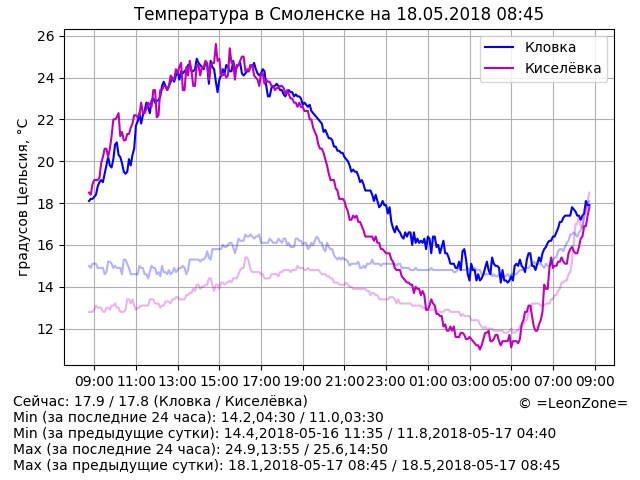 Температура в Смоленске на 18.05.2018 08:45
26
24
22
20
18
16
14
12
градусов Цельсия, °C
Кловка
Киселёвка
09:00 11:00 13:00 15:00 17:00 19:00 21:00 23:00 01:00 03:00 05:00 07:00 09:00
Сейчас: 17.9 / 17.8 (Кловка / Киселёвка)
© =LeonZone=
Min (за последние 24 часа): 14.2,04:30 / 11.0,03:30
Min (за предыдущие сутки): 14.4,2018-05-16 11:35 / 11.8,2018-05-17 04:40
Max (за последние 24 часа): 24.9,13:55 / 25.6,14:50
Max (за предыдущие сутки): 18.1,2018-05-17 08:45 / 18.5,2018-05-17 08:45